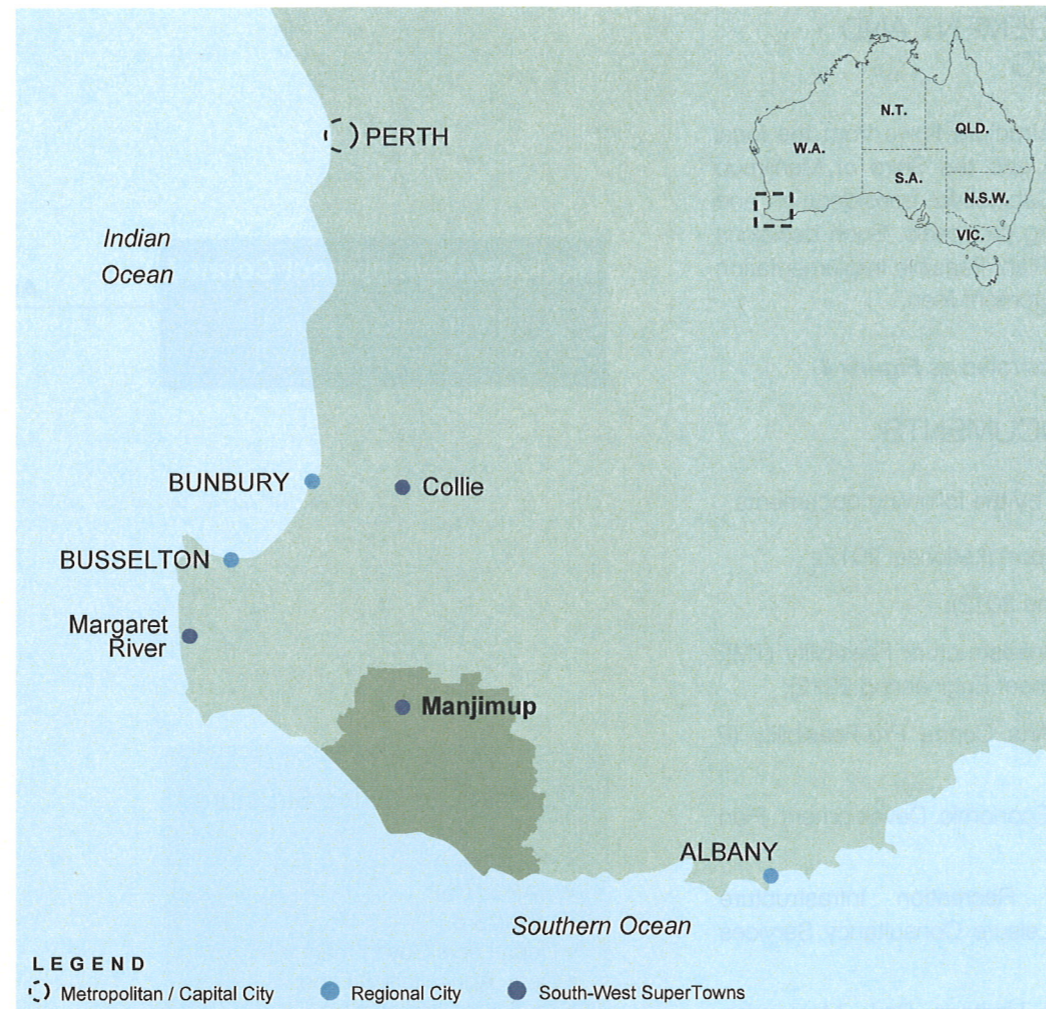 PERTH
Indian
Ocean
BUNBURY
Collie
BUSSELTON
Margaret
River
Manjimup
ALBANY
Southern Ocean
W.A.
N.T.
QLD.
S.A.
N.S.W.
VIC.
LEGEND
Metropolitan / Capital City
Regional City
South-West SuperTowns